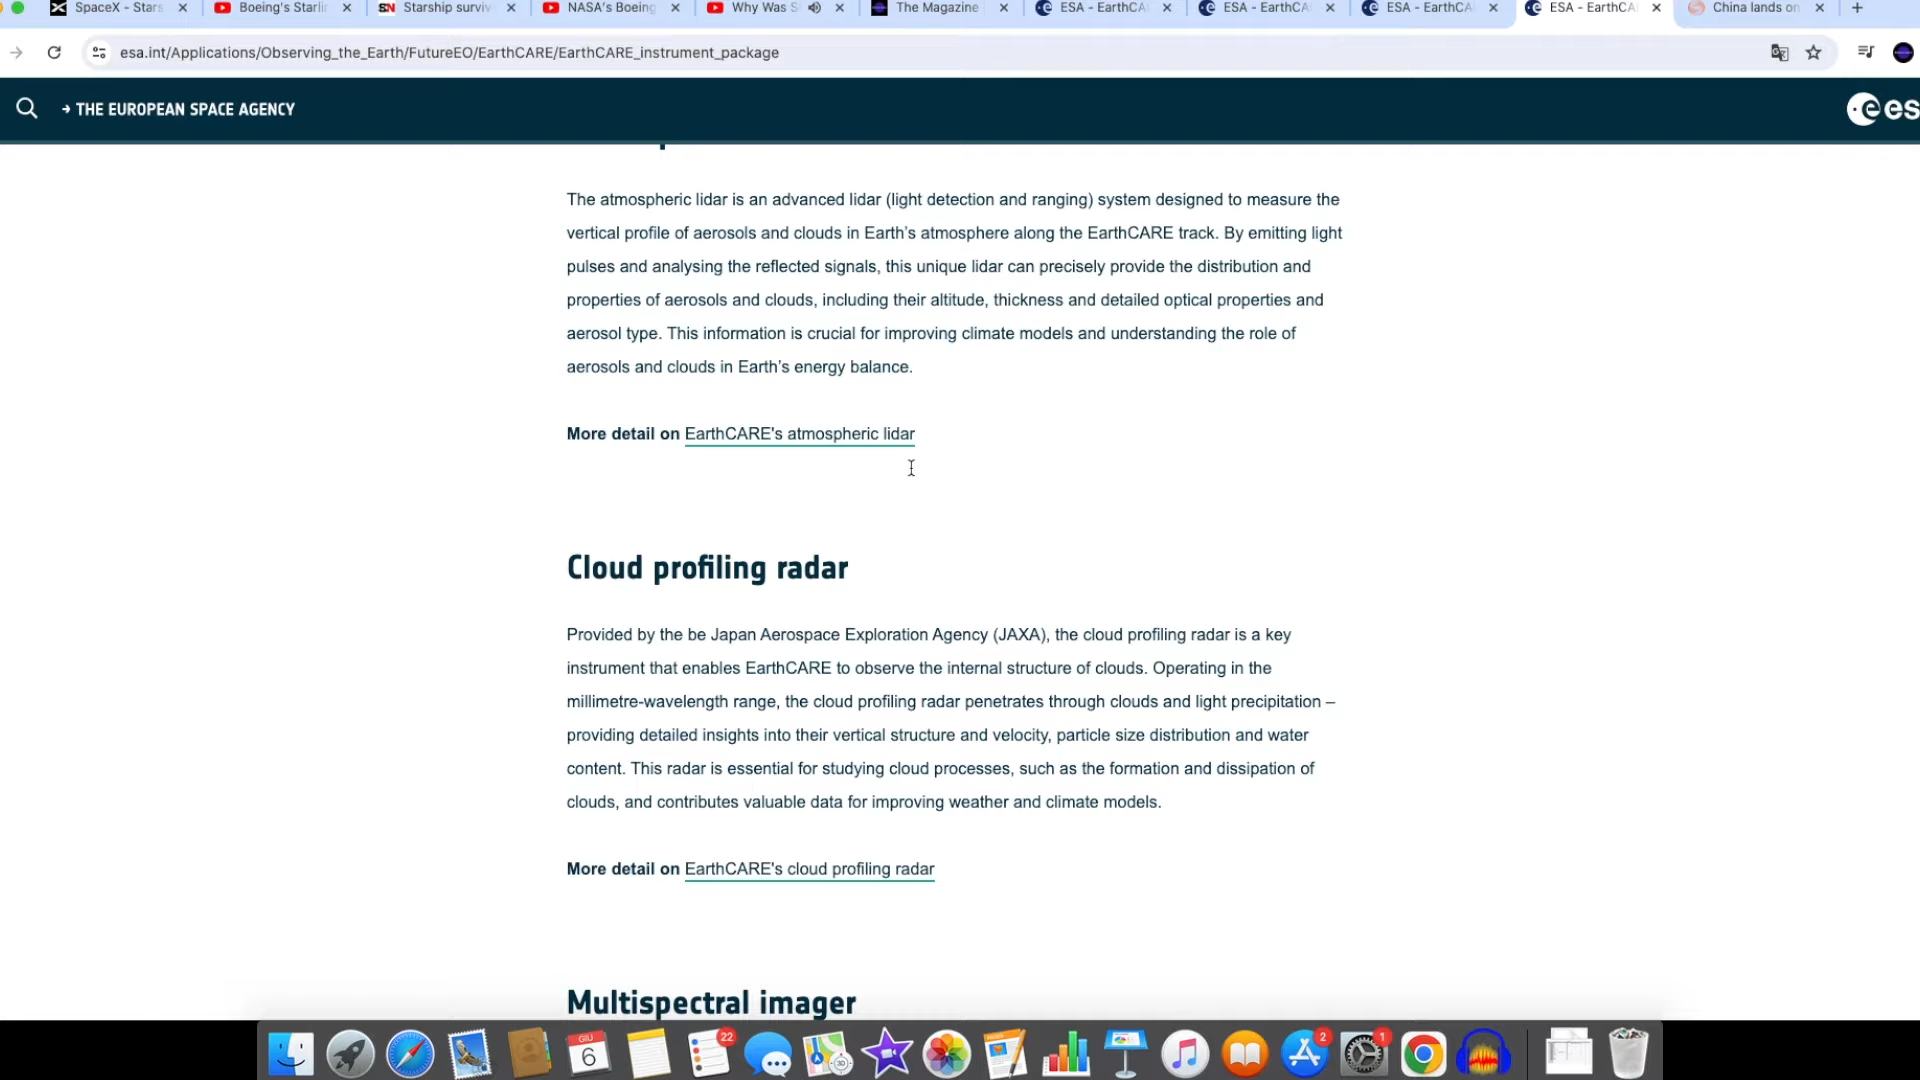 SpaceX - Stars
Boeing's Starli
Starship surviv
NASA's Boeing
Why Was S
The Magazine
ESA - EarthCA
ESA - EarthCA
ESA - EarthCA
ESA - EarthCA
China lands on
esa.int/Applications/Observing_the_Earth/FutureEO/EarthCARE/EarthCARE_instrument_package
→ THE EUROPEAN SPACE AGENCY
es
The atmospheric lidar is an advanced lidar (light detection and ranging) system designed to measure the
vertical profile of aerosols and clouds in Earth's atmosphere along the EarthCARE track. By emitting light
pulses and analysing the reflected signals, this unique lidar can precisely provide the distribution and
properties of aerosols and clouds, including their altitude, thickness and detailed optical properties and
aerosol type. This information is crucial for improving climate models and understanding the role of
aerosols and clouds in Earth's energy balance.
More detail on EarthCARE's atmospheric lidar
Cloud profiling radar
Provided by the be Japan Aerospace Exploration Agency (JAXA), the cloud profiling radar is a key
instrument that enables EarthCARE to observe the internal structure of clouds. Operating in the
millimetre-wavelength range, the cloud profiling radar penetrates through clouds and light precipitation –
providing detailed insights into their vertical structure and velocity, particle size distribution and water
content. This radar is essential for studying cloud processes, such as the formation and dissipation of
clouds, and contributes valuable data for improving weather and climate models.
More detail on EarthCARE's cloud profiling radar
Multispectral imager
GIU
6
22
2
1